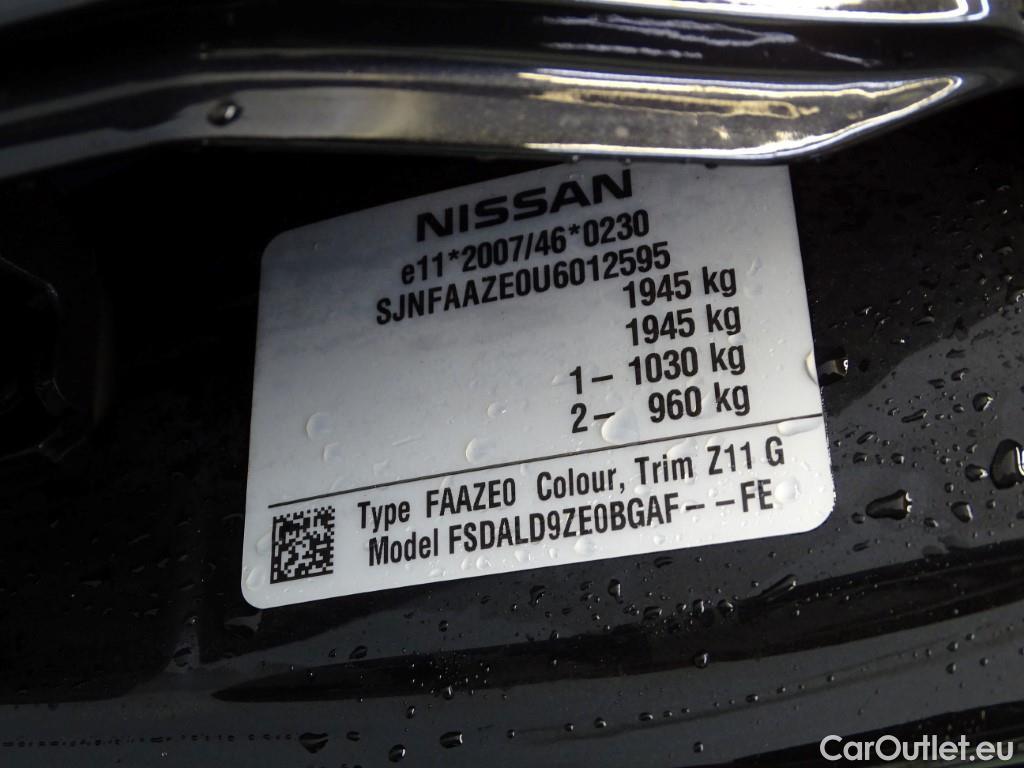 NISSAN
e11*2007/46*0230
SJNFAAZE0U6012595
1945 kg
1945 kg
1– 1030 kg
2– 960 kg
Type FAAZE0 Colour, Trim Z11 G
Model FSDALD9ZE0BGAF– –FE
CarOutlet.eu